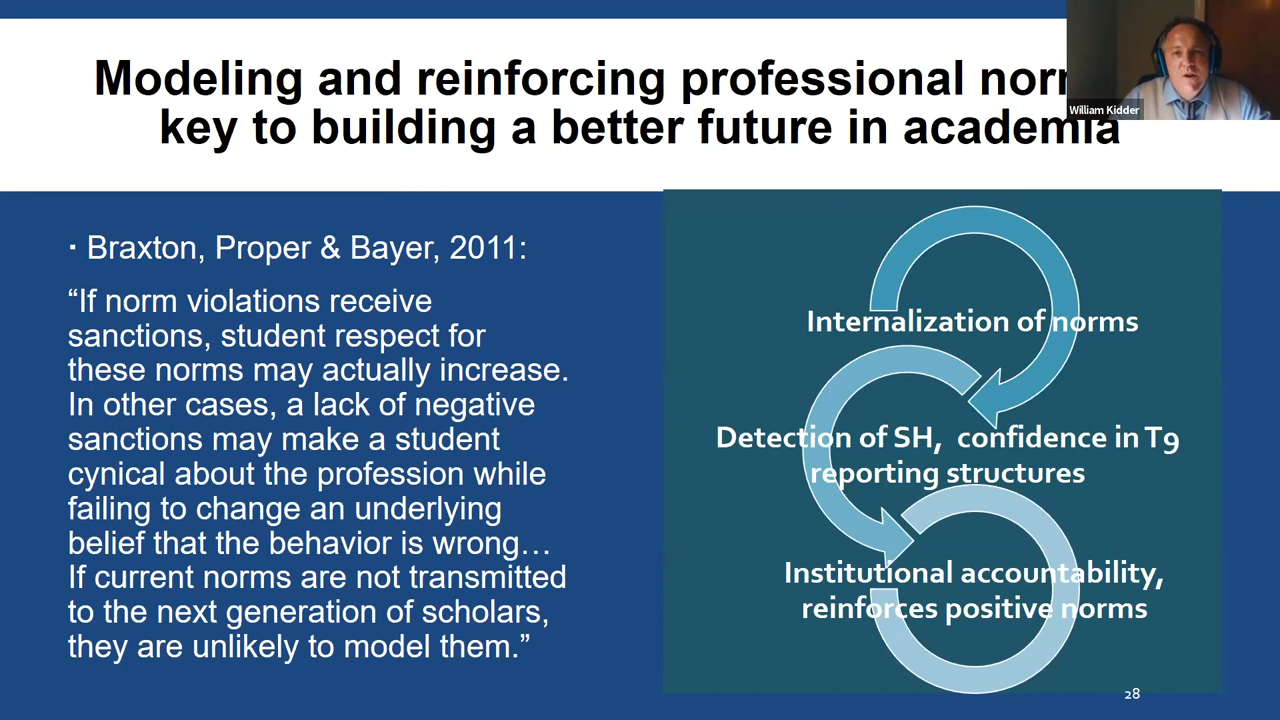 Modeling and reinforcing professional
key to building a better future in academia
William Kidder
· Braxton, Proper & Bayer, 2011:
“If norm violations receive
sanctions, student respect for
these norms may actually increase.
In other cases, a lack of negative
sanctions may make a student
cynical about the profession while
failing to change an underlying
belief that the behavior is wrong…
If current norms are not transmitted
to the next generation of scholars,
they are unlikely to model them.”
Internalization of norms
Detection of SH, confidence in T9
reporting structures
Institutional accountability,
reinforces positive norms
28